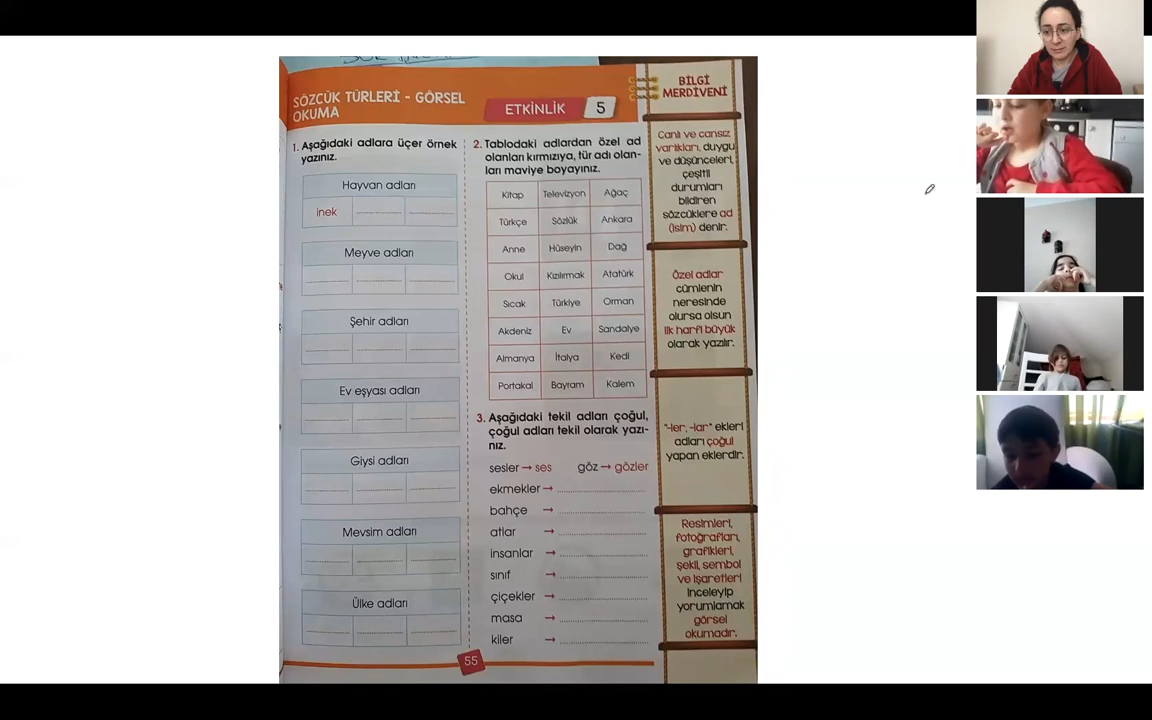 SÖZCÜK TÜRLERİ - GÖRSEL
OKUMA
ETKİNLİK 5
1. Aşağıdaki adlara üçer örnek
yazınız.
Hayvan adları
inek
Meyve adları
Şehir adları
Ev eşyası adları
Giysi adları
Mevsim adları
Ülke adları
2. Tablodaki adlardan özel ad
olanları kırmızıya, tür adı olan-
ları maviye boyayınız.
Kitap Televizyon Ağaç
Türkçe Sözlük Ankara
Anne Hüseyin Dağ
Okul Kızılırmak Atatürk
Sıcak Türkiye Orman
Akdeniz Ev Sandalye
Almanya İtalya Kedi
Portakal Bayram Kalem
3. Aşağıdaki tekil adları çoğul,
çoğul adları tekil olarak yazı-
nız.
sesler → ses göz → gözler
ekmekler →
bahçe →
atlar →
insanlar →
sınıf →
çiçekler →
masa →
kiler →
BİLGİ
MERDİVENİ
Canlı ve cansız
varlıkları, duygu
ve düşünceleri,
çeşitli
durumları
bildiren
sözcüklere ad
(isim) denir.
Özel adlar
cümlenin
neresinde
olursa olsun
ilk harfi büyük
olarak yazılır.
"-ler, -lar" ekleri
adları çoğul
yapan eklerdir.
Resimleri,
fotoğrafları,
grafikleri,
şekil, sembol
ve işaretleri
inceleyip
yorumlamak
görsel
okumadır.
55